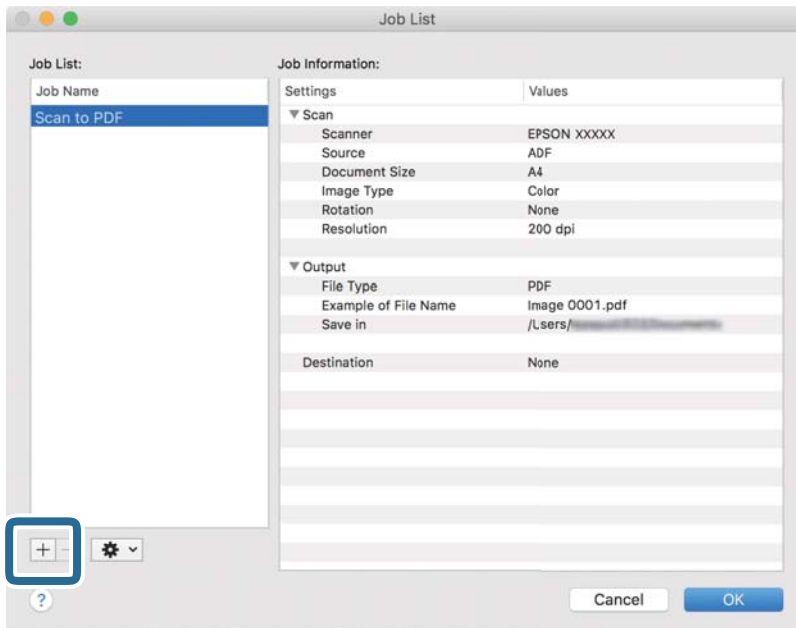 Job List
Job List:
Job Information:
Job Name
Scan to PDF
Settings Values
Scan
Scanner EPSON XXXXX
Source ADF
Document Size A4
Image Type Color
Rotation None
Resolution 200 dpi
Output
File Type PDF
Example of File Name Image 0001.pdf
Save in /Users/
Destination None
+ -
?
Cancel
OK